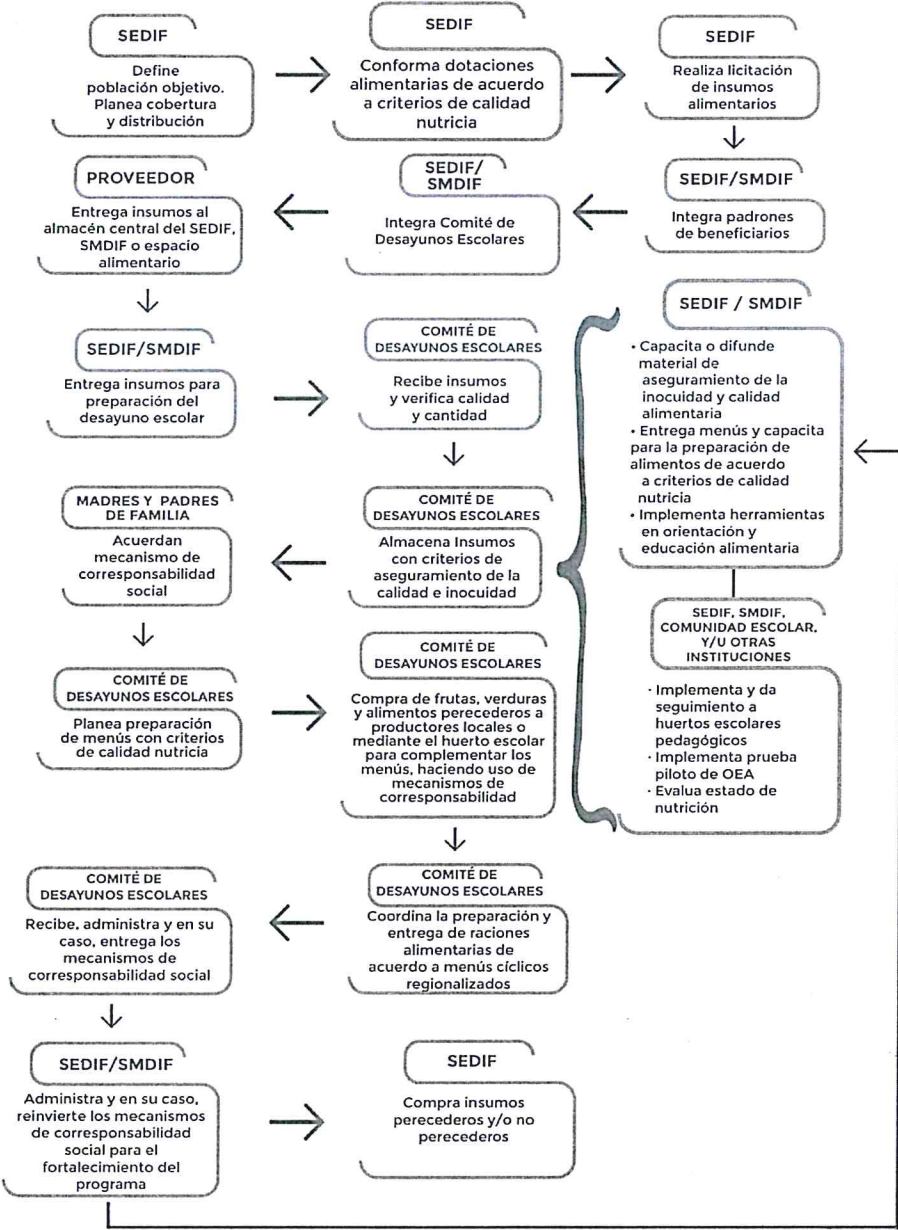 SEDIF
Define
población objetivo.
Planea cobertura
y distribución
SEDIF
Conforma dotaciones
alimentarias de acuerdo
a criterios de calidad
nutricia
SEDIF
Realiza licitación
de insumos
alimentarios
SEDIF/SMDIF
Integra padrones
de beneficiarios
SEDIF/
SMDIF
Integra Comité de
Desayunos Escolares
PROVEEDOR
Entrega insumos al
almacén central del SEDIF,
SMDIF o espacio
alimentario
SEDIF/SMDIF
Entrega insumos para
preparación del
desayuno escolar
COMITÉ DE
DESAYUNOS ESCOLARES
Recibe insumos
y verifica calidad
y cantidad
COMITÉ DE
DESAYUNOS ESCOLARES
Almacena Insumos
con criterios de
aseguramiento de la
calidad e inocuidad
MADRES Y PADRES
DE FAMILIA
Acuerdan
mecanismo de
corresponsabilidad
social
COMITÉ DE
DESAYUNOS ESCOLARES
Planea preparación
de menús con criterios
de calidad nutricia
COMITÉ DE
DESAYUNOS ESCOLARES
Compra de frutas, verduras
y alimentos perecederos a
productores locales o
mediante el huerto escolar
para complementar los
menús, haciendo uso de
mecanismos de
corresponsabilidad
SEDIF / SMDIF
• Capacita o difunde
material de
aseguramiento de la
inocuidad y calidad
alimentaria
• Entrega menús y capacita
para la preparación de
alimentos de acuerdo
a criterios de calidad
nutricia
• Implementa herramientas
en orientación y
educación alimentaria
SEDIF, SMDIF,
COMUNIDAD ESCOLAR,
Y/U OTRAS
INSTITUCIONES
· Implementa y da
seguimiento a
huertos escolares
pedagógicos
· Implementa prueba
piloto de OEA
· Evalua estado de
nutrición
COMITÉ DE
DESAYUNOS ESCOLARES
Coordina la preparación y
entrega de raciones
alimentarias de
acuerdo a menús cíclicos
regionalizados
COMITÉ DE
DESAYUNOS ESCOLARES
Recibe, administra y en su
caso, entrega los
mecanismos de
corresponsabilidad social
SEDIF/SMDIF
Administra y en su caso,
reinvierte los mecanismos
de corresponsabilidad
social para el
fortalecimiento del
programa
SEDIF
Compra insumos
perecederos y/o no
perecederos